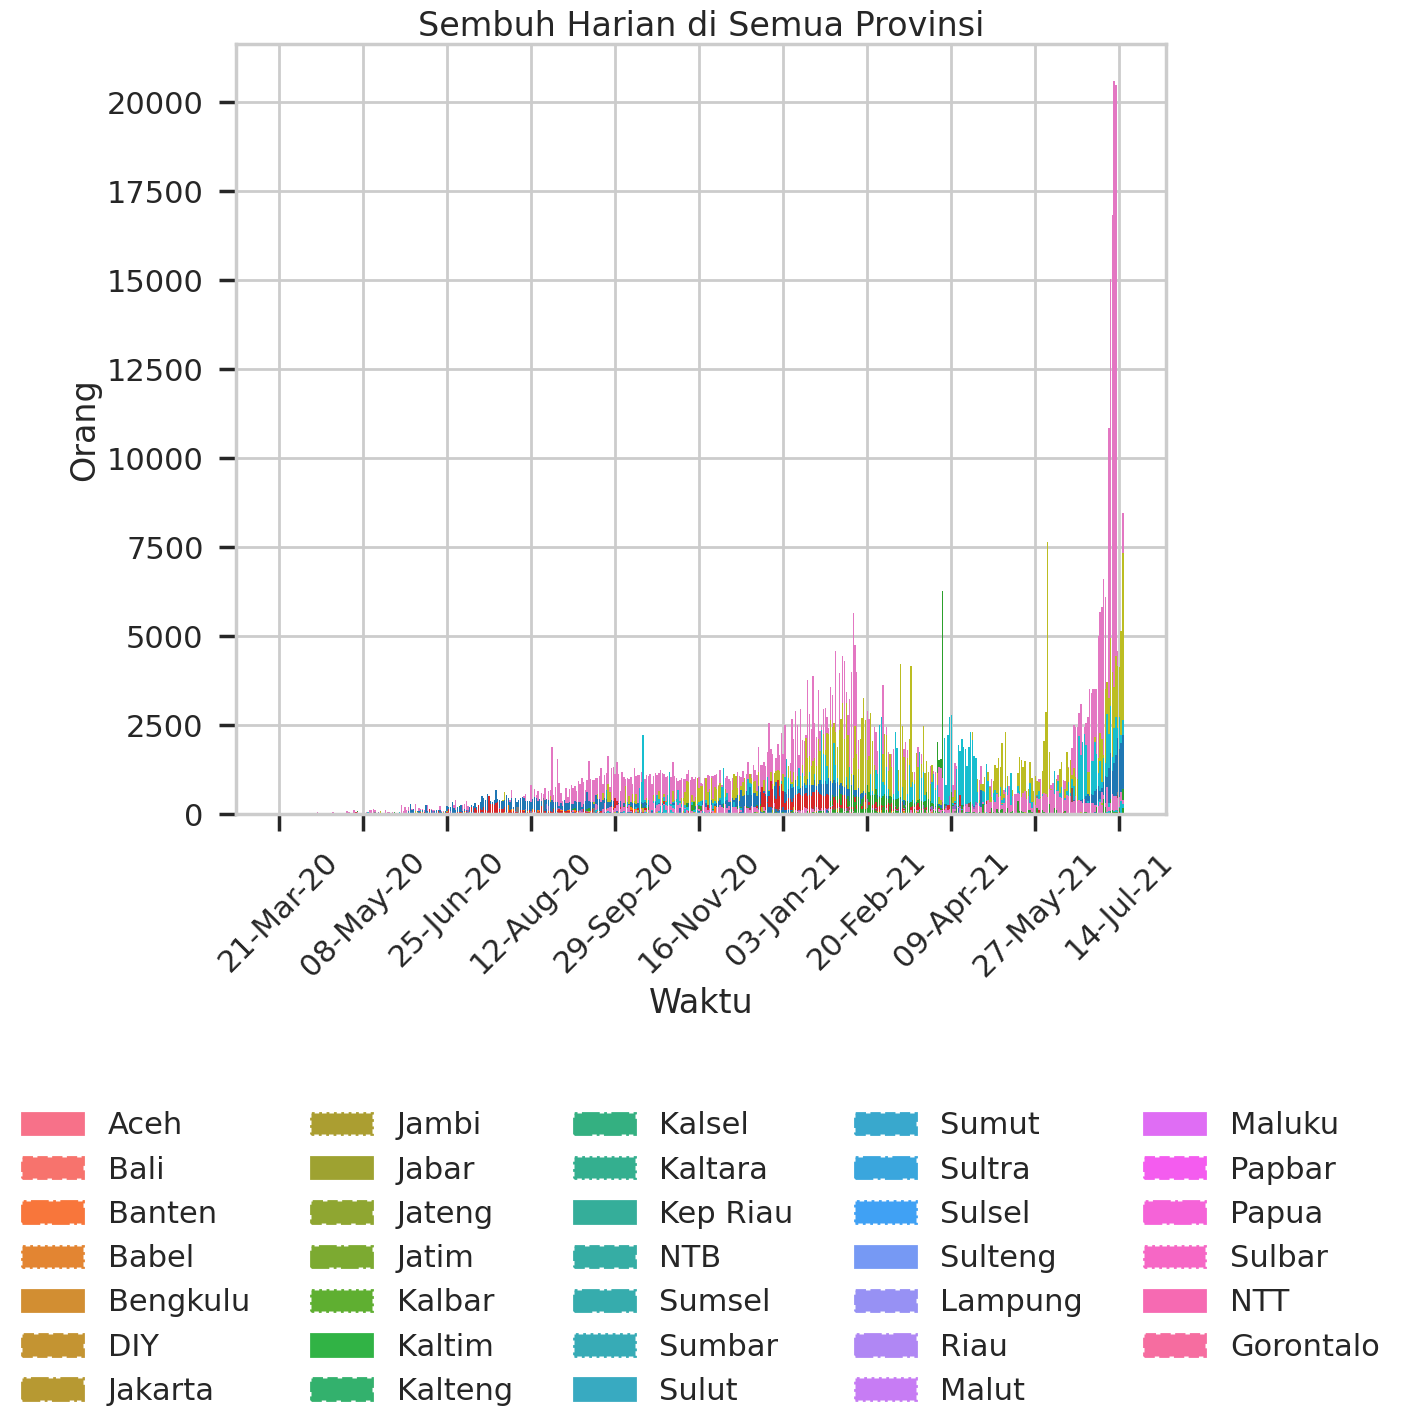 Sembuh Harian di Semua Provinsi
20000
17500
15000
12500
10000
7500
5000
2500
0
Orang
21-Mar-20
08-May-20
25-Jun-20
12-Aug-20
29-Sep-20
16-Nov-20
03-Jan-21
20-Feb-21
09-Apr-21
27-May-21
14-Jul-21
Waktu
Aceh
Bali
Banten
Babel
Bengkulu
DIY
Jakarta
Jambi
Jabar
Jateng
Jatim
Kalbar
Kaltim
Kalteng
Kalsel
Kaltara
Kep Riau
NTB
Sumsel
Sumbar
Sulut
Sumut
Sultra
Sulsel
Sulteng
Lampung
Riau
Malut
Maluku
Papbar
Papua
Sulbar
NTT
Gorontalo